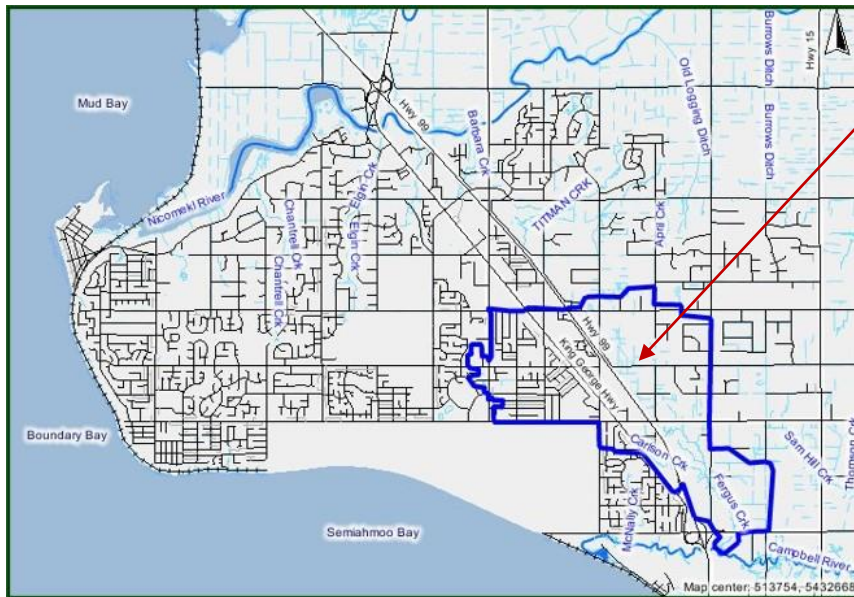 Mud Bay
Hwy 99
Barbara Crk
Old Logging Ditch
Burrows Ditch
Hwy 15
Burrows Ditch
Nicomekl River
Chantrell Crk
Chantrell Crk
Elgin Crk
Elgin Crk
TITMAN CRK
April Crk
Hwy 99
King George Hwy
Boundary Bay
Carlson Crk
McNally Crk
Fergus Crk
Sam Hill Crk
Thomson Crk
Semiahmoo Bay
Campbell River
Map center: 513754, 5432668